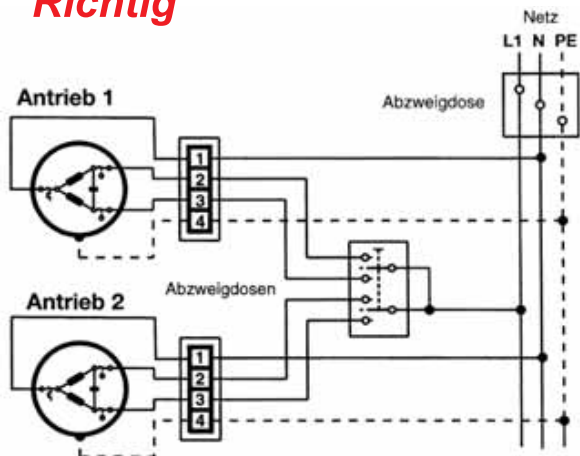 Richtig
Netz
L1 N PE
Abzweigdose
Antrieb 1
1
2
3
4
Abzweigdosen
Antrieb 2
1
2
3
4